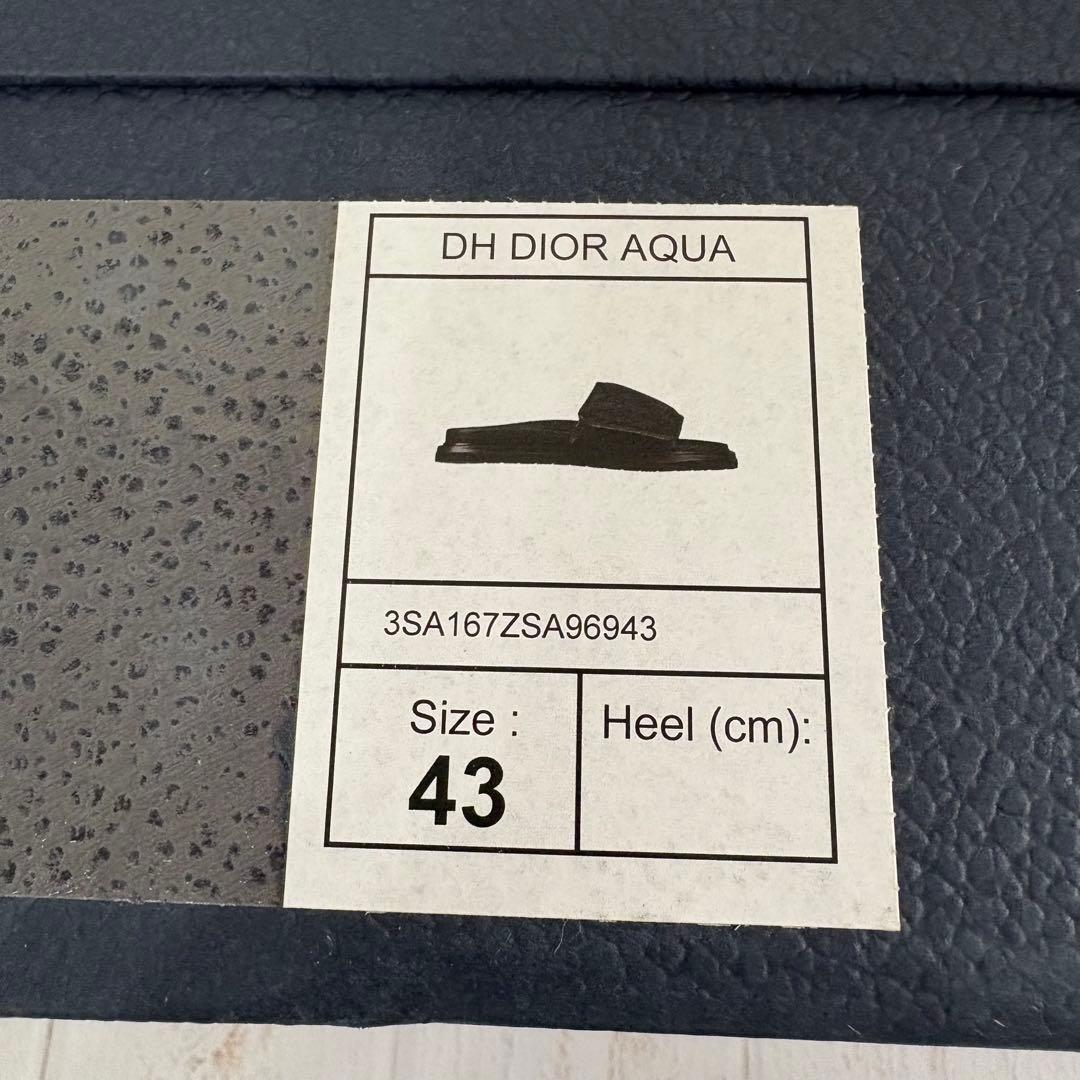 DH DIOR AQUA
3SA167ZSA96943
Size :
43
Heel (cm):